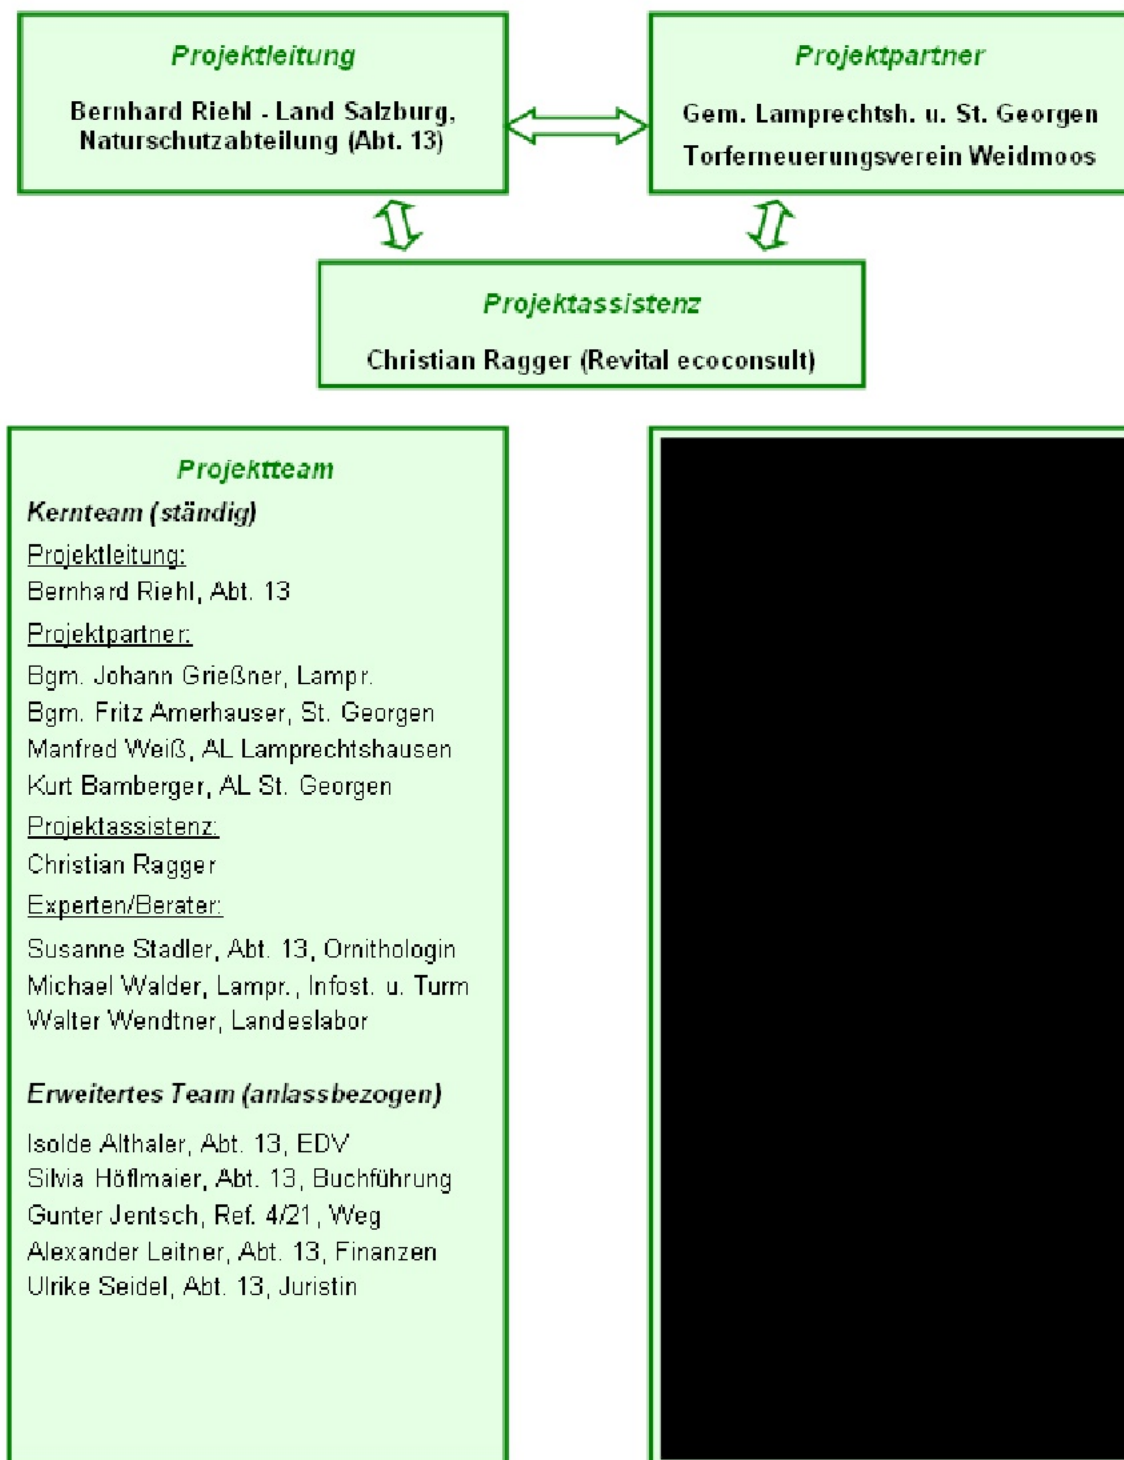 Projektleitung
Bernhard Riehl - Land Salzburg,
Naturschutzabteilung (Abt. 13)
Projektpartner
Gem. Lamprechtsh. u. St. Georgen
Torferneuerungsverein Weidmoos
Projektassistenz
Christian Ragger (Revital ecoconsult)
Projektteam
Kernteam (ständig)
Projektleitung:
Bernhard Riehl, Abt. 13
Projektpartner:
Bgm. Johann Grießner, Lampr.
Bgm. Fritz Amerhauser, St. Georgen
Manfred Weiß, AL Lamprechtshausen
Kurt Bamberger, AL St. Georgen
Projektassistenz:
Christian Ragger
Experten/Berater:
Susanne Stadler, Abt. 13, Ornithologin
Michael Walder, Lampr., Infost. u. Turm
Walter Wendtner, Landeslabor
Erweitertes Team (anlassbezogen)
Isolde Althaler, Abt. 13, EDV
Silvia Höflmaier, Abt. 13, Buchführung
Gunter Jentsch, Ref. 4/21, Weg
Alexander Leitner, Abt. 13, Finanzen
Ulrike Seidel, Abt. 13, Juristin